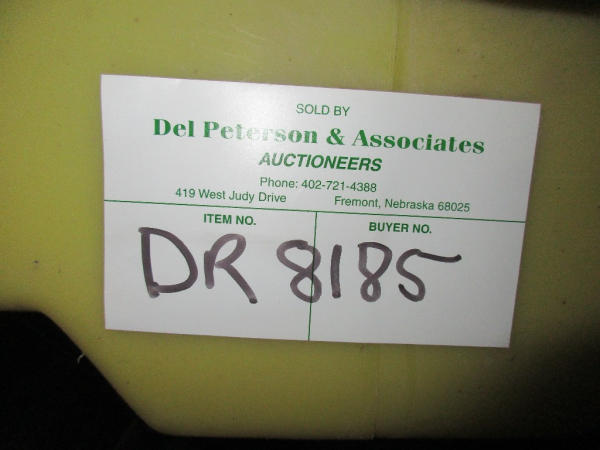 SOLD BY
Del Peterson & Associates
AUCTIONEERS
Phone: 402-721-4388
419 West Judy Drive Fremont, Nebraska 68025
ITEM NO. BUYER NO.
DR 8185